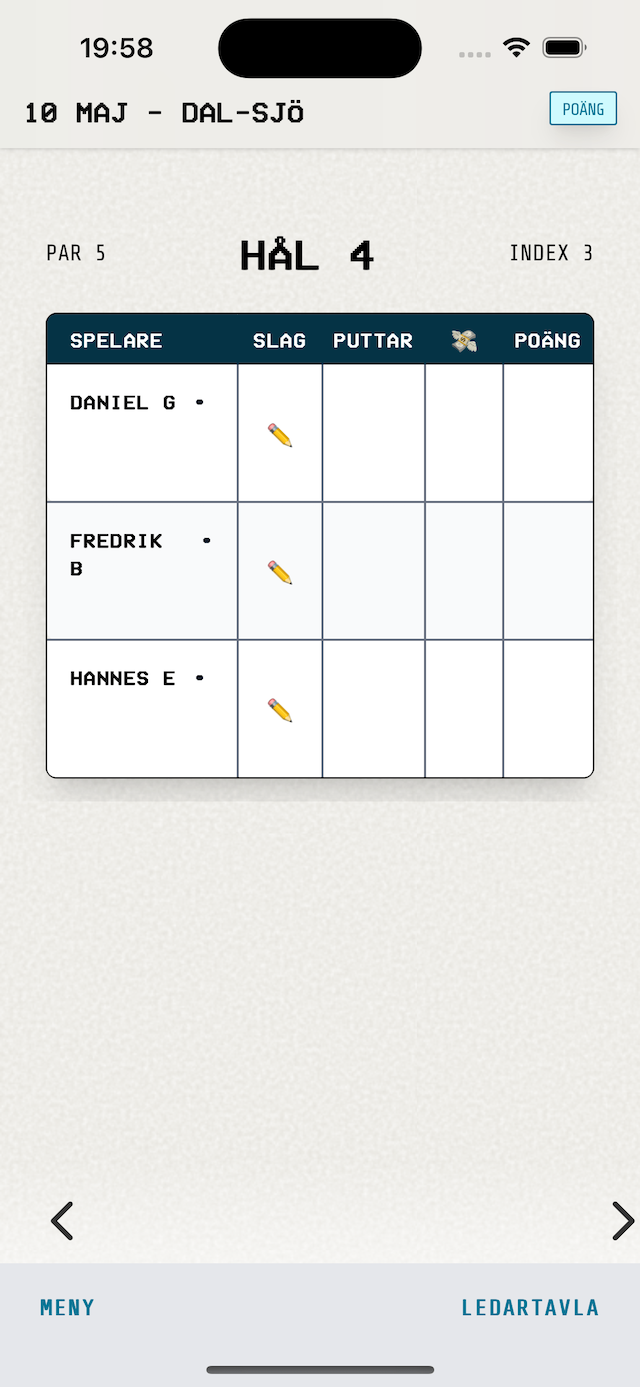 19:58
10 MAJ - DAL-SJÖ
POÄNG
PAR 5
HÅL 4
INDEX 3
SPELARE SLAG PUTTAR 💸 POÄNG
DANIEL G •
✏️
FREDRIK •
B
✏️
HANNES E •
✏️
MENY
LEDARTAVLA